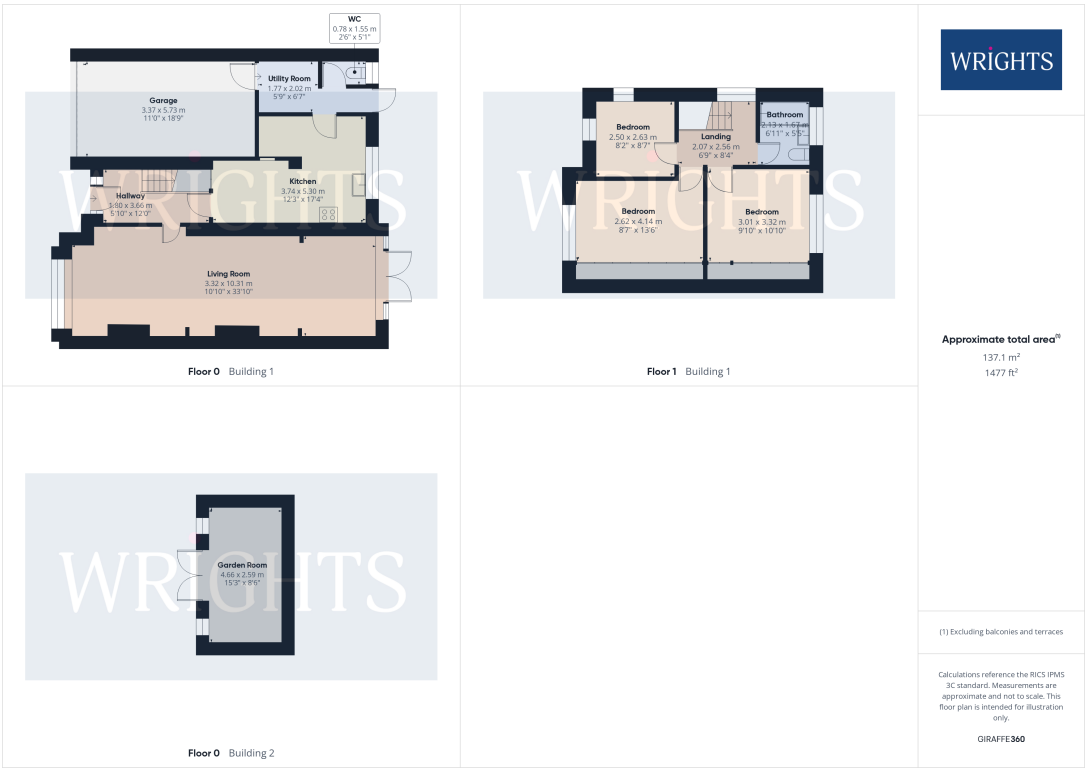 WC
0.78 x 1.55 m
2'6" x 5'1"
Utility Room
1.77 x 2.02 m
5'9" x 6'7"
Garage
3.37 x 5.73 m
11'0" x 18'9"
Kitchen
3.74 x 5.30 m
12'3" x 17'4"
Hallway
1.80 x 3.66 m
5'10" x 12'0"
WRIGHTS
Living Room
3.32 x 10.31 m
10'10" x 33'10"
Floor 0 Building 1
Bedroom
2.50 x 2.63 m
8'2" x 8'7"
Landing
2.07 x 2.56 m
6'9" x 8'4"
Bathroom
2.13 x 1.67 m
6'11" x 5'5"
WRIGHTS
Bedroom
2.62 x 4.14 m
8'7" x 13'6"
Bedroom
3.01 x 3.32 m
9'10" x 10'10"
Floor 1 Building 1
Garden Room
4.66 x 2.59 m
15'3" x 8'6"
WRIGHTS
Floor 0 Building 2
WRIGHTS
Approximate total area(1)
137.1 m²
1477 ft²
(1) Excluding balconies and terraces
Calculations reference the RICS IPMS
3C standard. Measurements are
approximate and not to scale. This
floor plan is intended for illustration
only.
GIRAFFE360